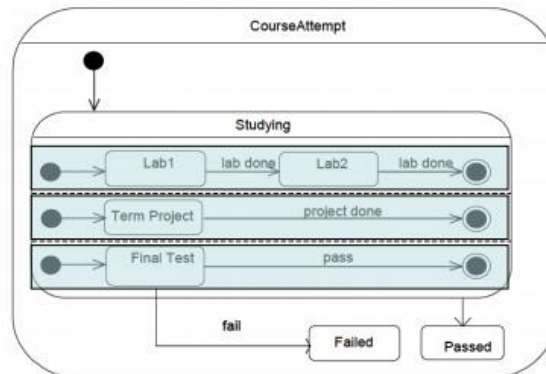 CourseAttempt
Studying
Lab1 lab done Lab2 lab done
Term Project project done
Final Test pass
fail
Failed
Passed